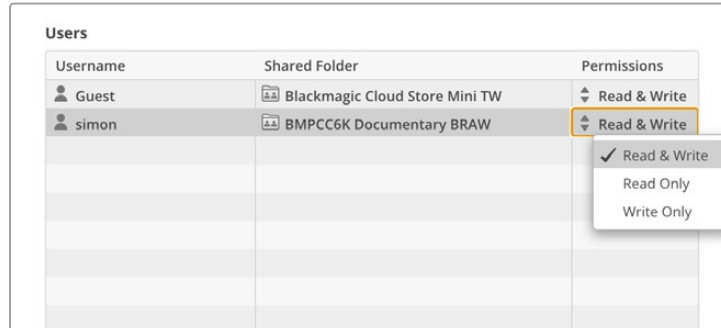 Users
Username Shared Folder Permissions
Guest Blackmagic Cloud Store Mini TW Read & Write
simon BMPCC6K Documentary BRAW Read & Write
Read & Write
Read Only
Write Only